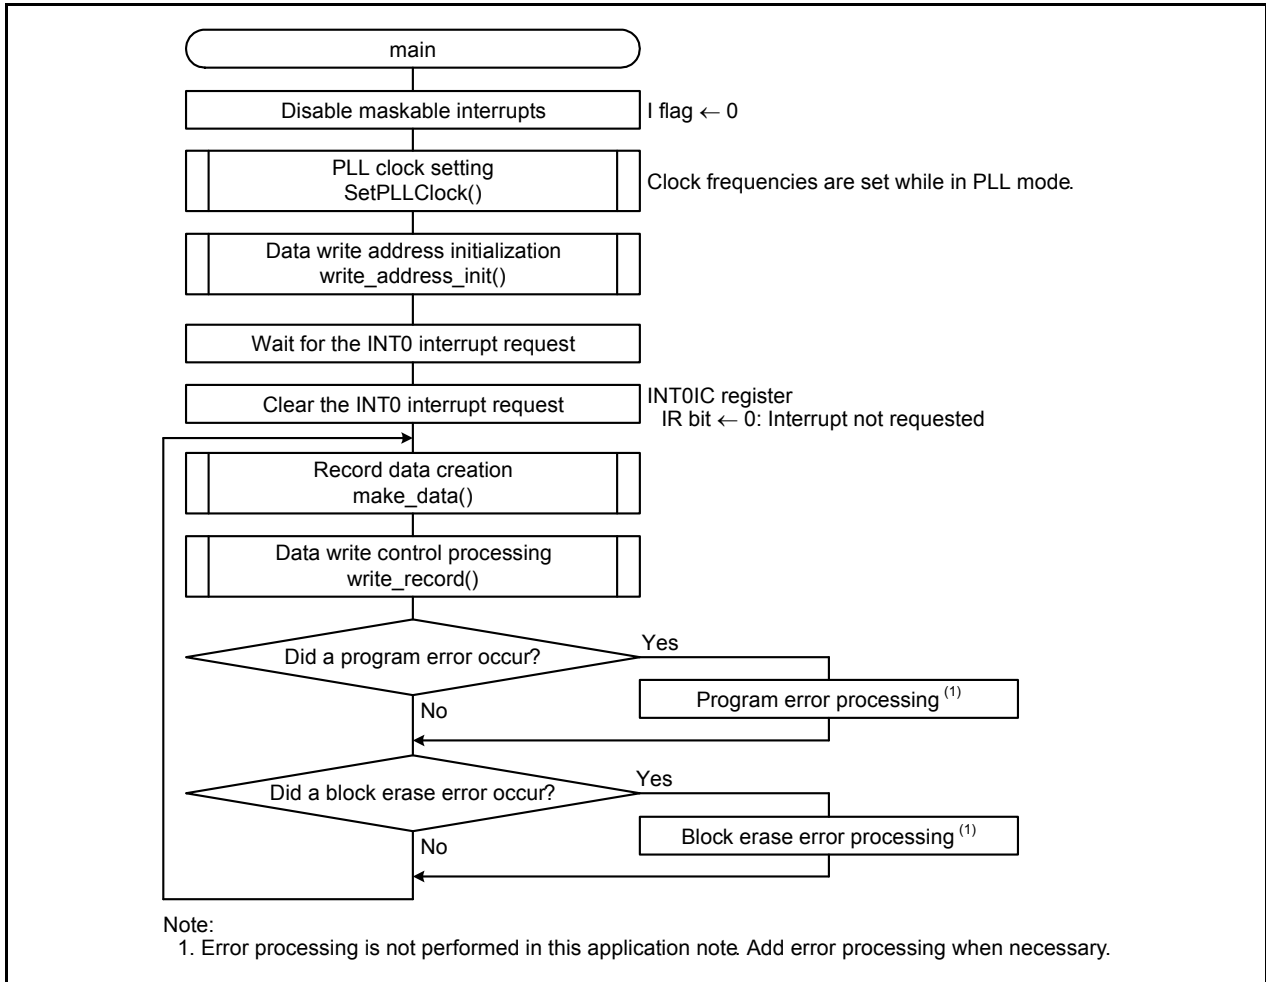 main
Disable maskable interrupts
I flag ← 0
PLL clock setting
SetPLLClock()
Clock frequencies are set while in PLL mode.
Data write address initialization
write_address_init()
Wait for the INT0 interrupt request
Clear the INT0 interrupt request
INT0IC register
IR bit ← 0: Interrupt not requested
Record data creation
make_data()
Data write control processing
write_record()
Did a program error occur?
Yes
Program error processing (1)
No
Did a block erase error occur?
Yes
Block erase error processing (1)
No
Note:
1. Error processing is not performed in this application note. Add error processing when necessary.